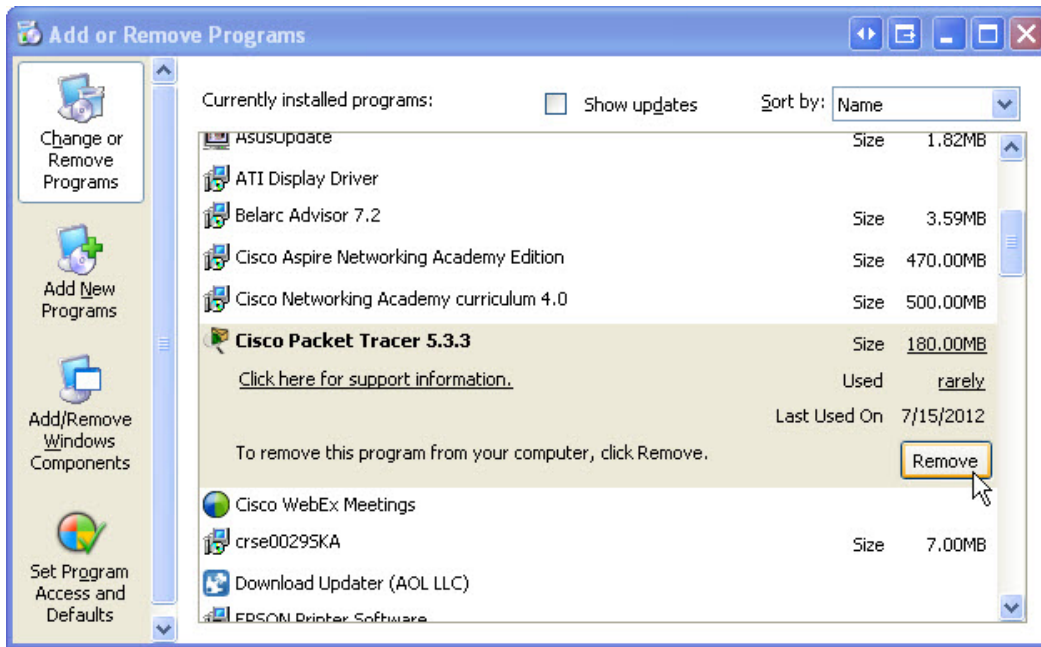 Add or Remove Programs
Change or
Remove
Programs
Add New
Programs
Add/Remove
Windows
Components
Set Program
Access and
Defaults
Currently installed programs:
Show updates
Sort by: Name
AsusUpdate Size 1.82MB
ATI Display Driver
Belarc Advisor 7.2 Size 3.59MB
Cisco Aspire Networking Academy Edition Size 470.00MB
Cisco Networking Academy curriculum 4.0 Size 500.00MB
Cisco Packet Tracer 5.3.3 Size 180.00MB
Click here for support information. Used rarely
Last Used On 7/15/2012
To remove this program from your computer, click Remove. Remove
Cisco WebEx Meetings
crse0029SKA Size 7.00MB
Download Updater (AOL LLC)
EPSON Printer Software